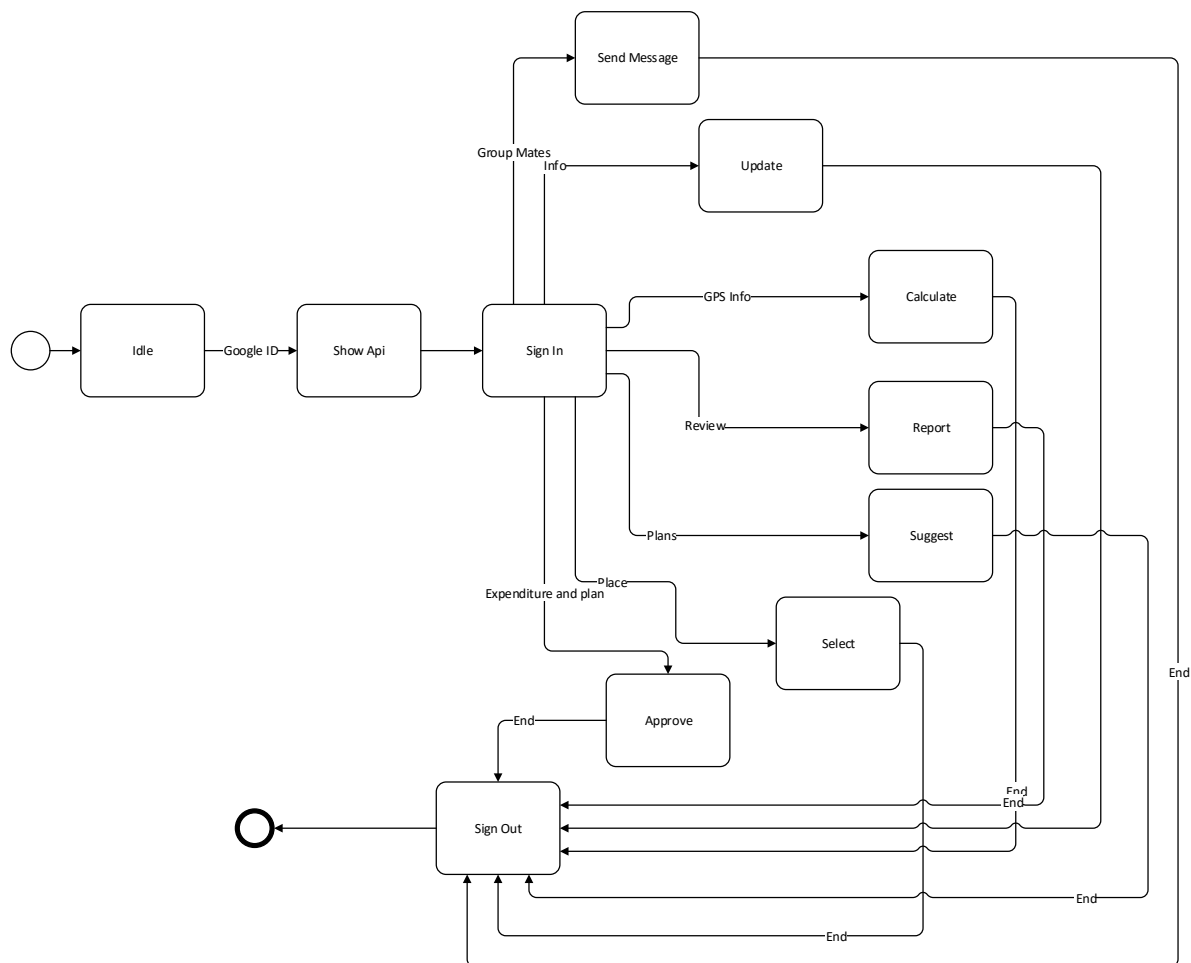 Send Message
Group Mates
Info
Update
GPS Info
Calculate
Idle
Google ID
Show Api
Sign In
Review
Report
Plans
Suggest
Place
Expenditure and plan
Select
End
Approve
End
End
End
Sign Out
End
End